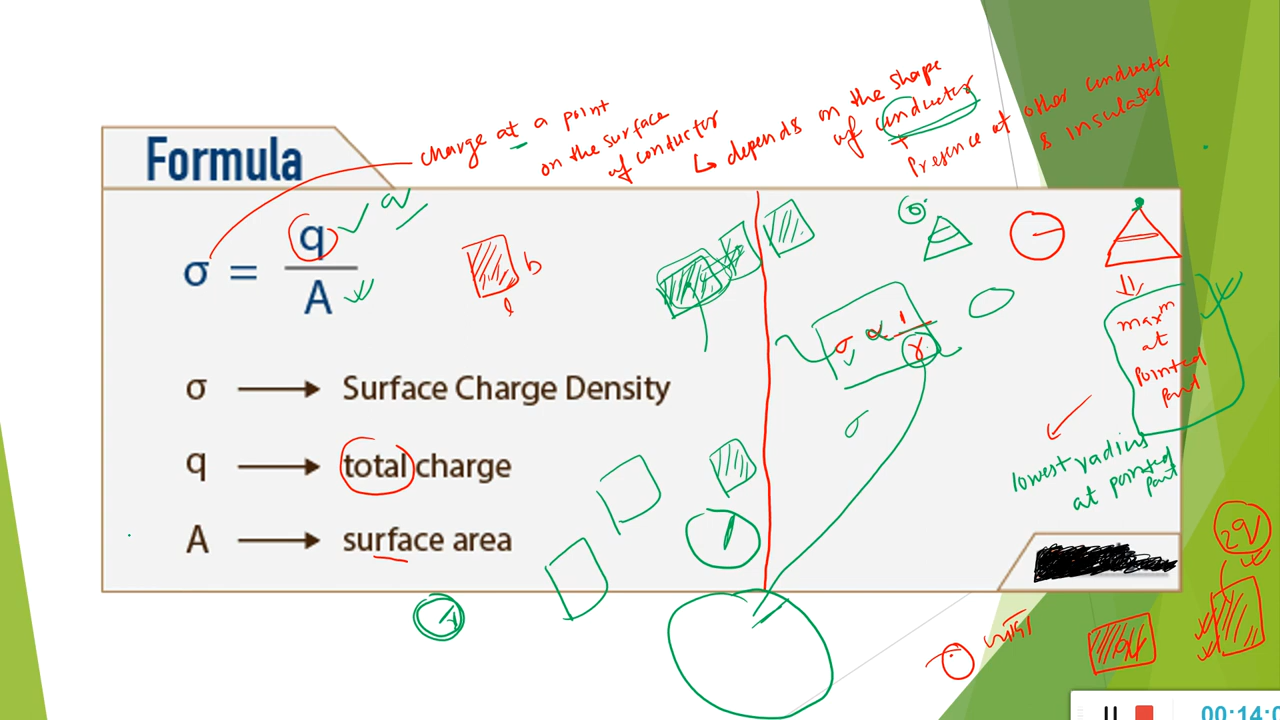 Formula
charge at a point
on the surface
of conductor
↳ depends on the shape
of conductor
+
Presence of other conductor
& insulator
σ = q / A
q
b
l
σ
σ ∝ 1/r
σ
⇓
maxᵐ
at
pointed
part
lowest radius
at pointed
part
σ → Surface Charge Density
q → total charge
A → surface area
2q
00:14:0